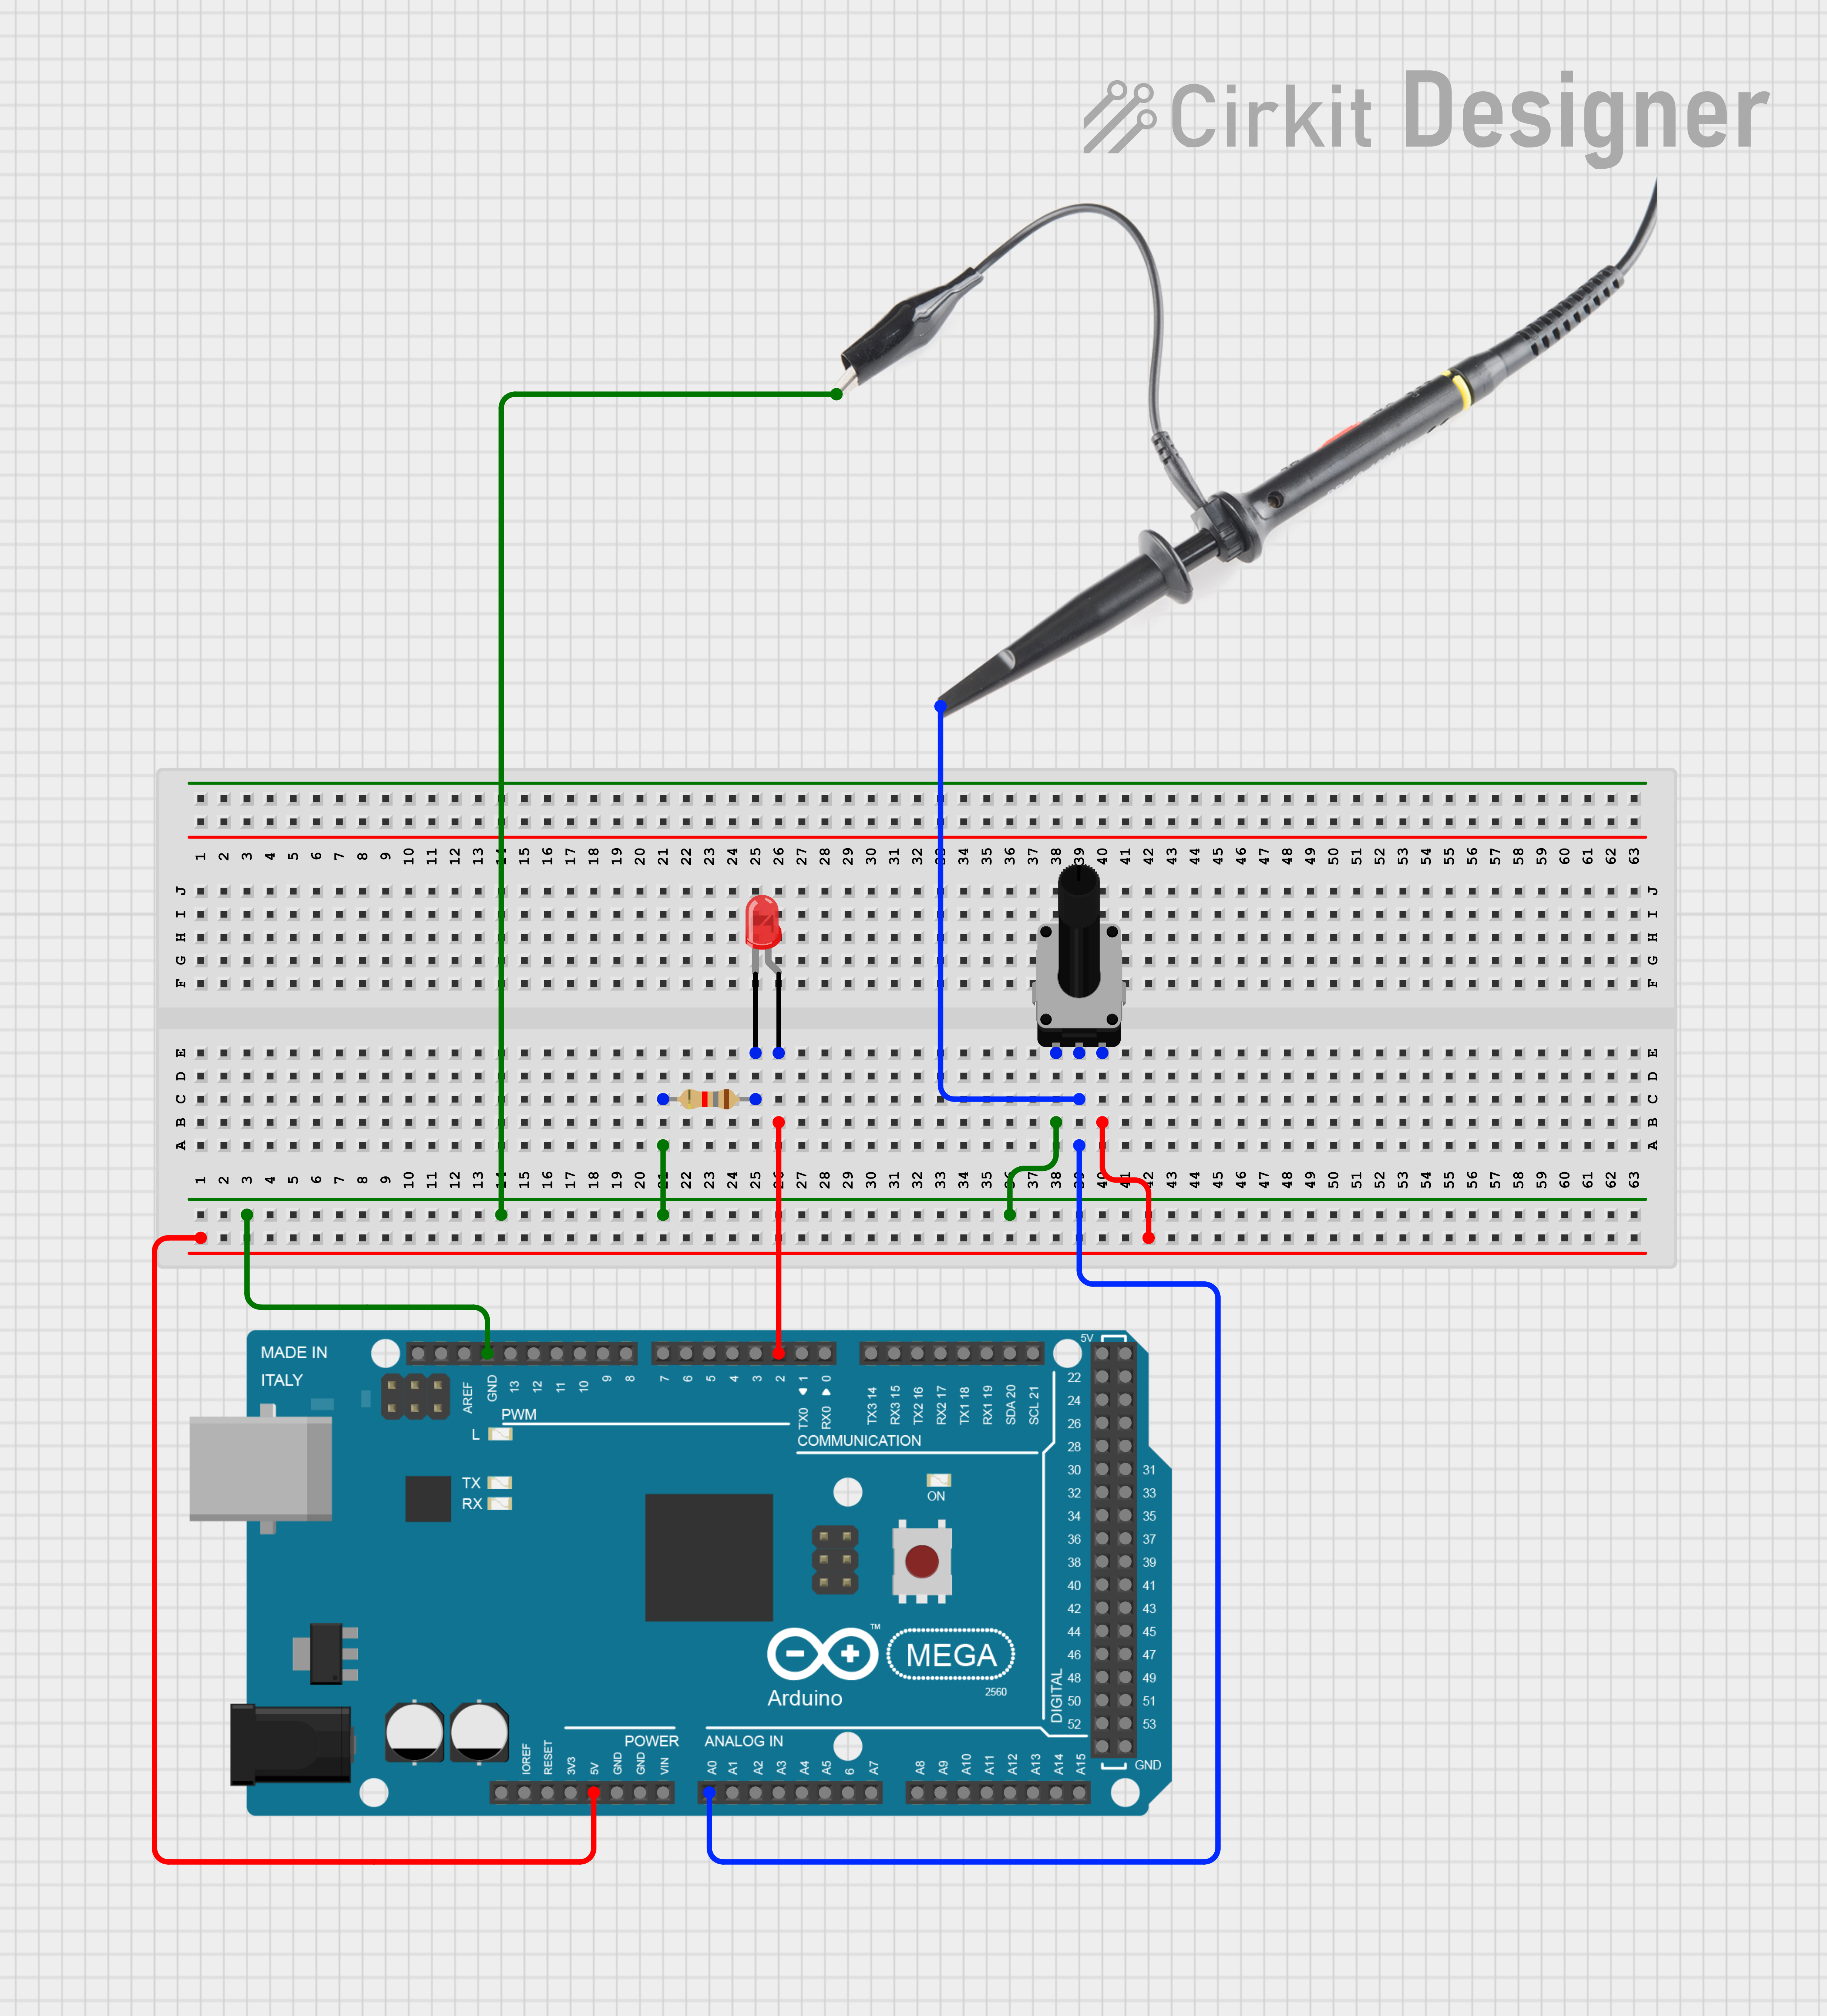 Cirkit Designer
1 2 3 4 5 6 7 8 9 10 11 12 13 14 15 16 17 18 19 20 21 22 23 24 25 26 27 28 29 30 31 32 33 34 35 36 37 38 39 40 41 42 43 44 45 46 47 48 49 50 51 52 53 54 55 56 57 58 59 60 61 62 63
J J
I I
H H
G G
F F
E E
D D
C C
B B
A A
1 2 3 4 5 6 7 8 9 10 11 12 13 14 15 16 17 18 19 20 21 22 23 24 25 26 27 28 29 30 31 32 33 34 35 36 37 38 39 40 41 42 43 44 45 46 47 48 49 50 51 52 53 54 55 56 57 58 59 60 61 62 63
MADE IN
ITALY
5V
AREF GND 13 12 11 10 9 8 7 6 5 4 3 2 TX0 1 RX0 0 TX3 14 RX3 15 TX2 16 RX2 17 TX1 18 RX1 19 SDA 20 SCL 21
PWM
COMMUNICATION
L
TX
RX
ON
22
24
26
28
30 31
32 33
34 35
36 37
38 39
40 41
42 43
44 45
46 47
48 49
50 51
52 53
GND
DIGITAL
MEGA
TM
Arduino
2560
POWER
ANALOG IN
IOREF RESET 3V3 5V GND GND VIN A0 A1 A2 A3 A4 A5 6 A7 A8 A9 A10 A11 A12 A13 A14 A15